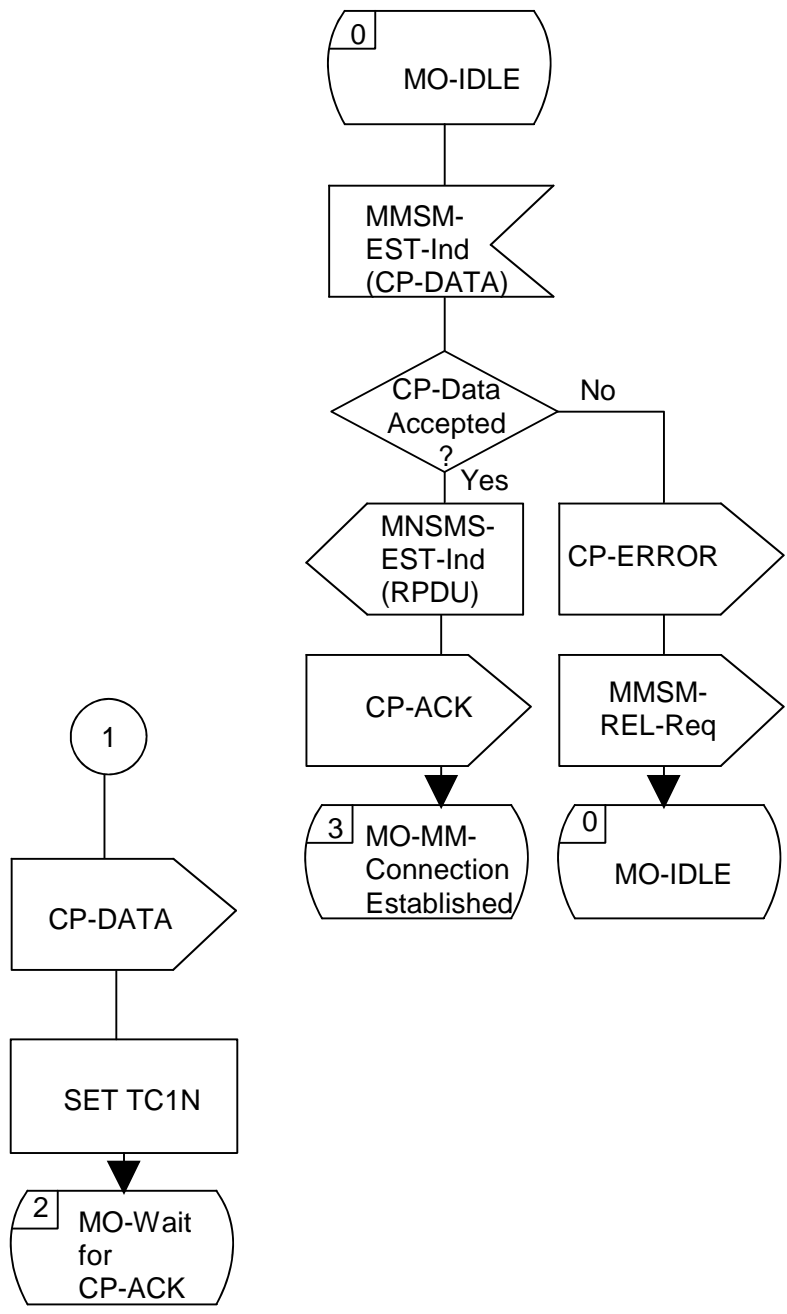 0
MO-IDLE
MMSM-
EST-Ind
(CP-DATA)
CP-Data
Accepted
?
No
Yes
MNSMS-
EST-Ind
(RPDU)
CP-ERROR
CP-ACK
MMSM-
REL-Req
3
MO-MM-
Connection
Established
0
MO-IDLE
1
CP-DATA
SET TC1N
2
MO-Wait
for
CP-ACK